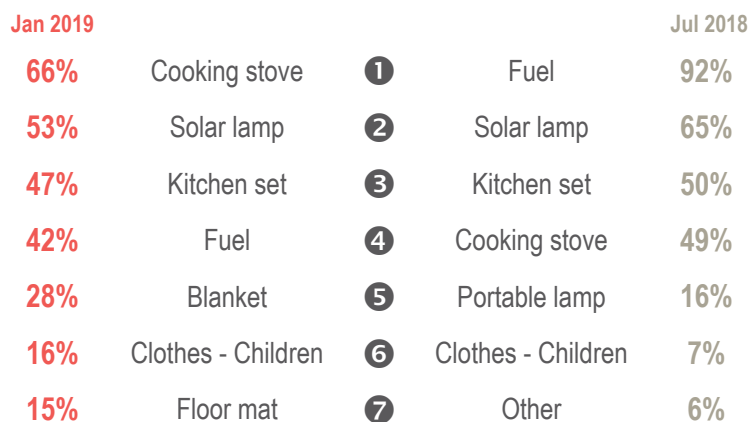 Jan 2019 Jul 2018
66% Cooking stove ❶ Fuel 92%
53% Solar lamp ❷ Solar lamp 65%
47% Kitchen set ❸ Kitchen set 50%
42% Fuel ❹ Cooking stove 49%
28% Blanket ❺ Portable lamp 16%
16% Clothes - Children ❻ Clothes - Children 7%
15% Floor mat ❼ Other 6%